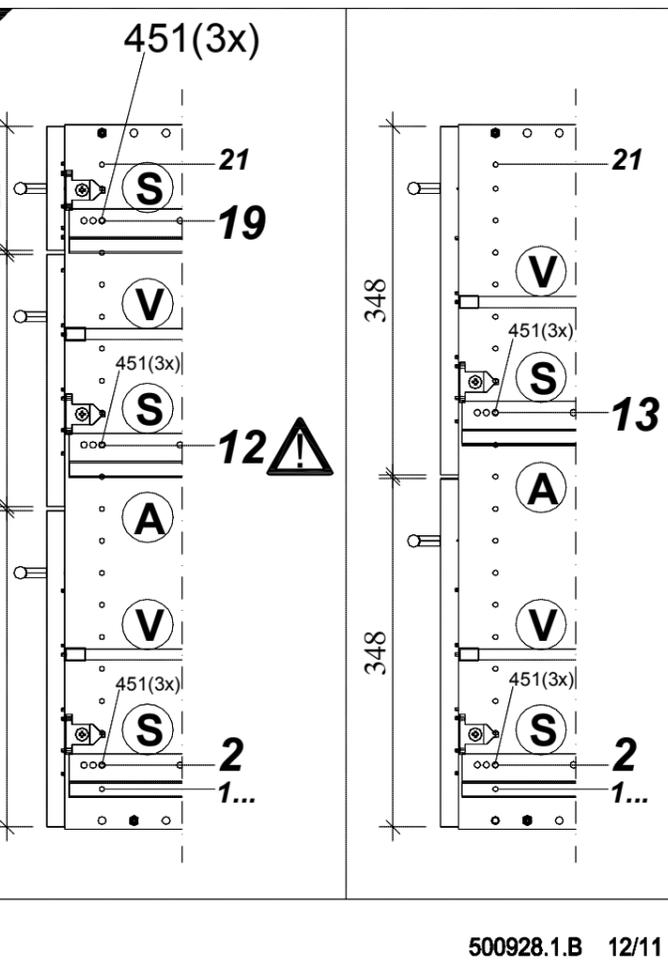 451(3x)
21
S
19
V
451(3x)
S
12
A
V
451(3x)
S
2
1...
21
V
348
451(3x)
S
13
A
V
348
451(3x)
S
2
1...
500928.1.B 12/11